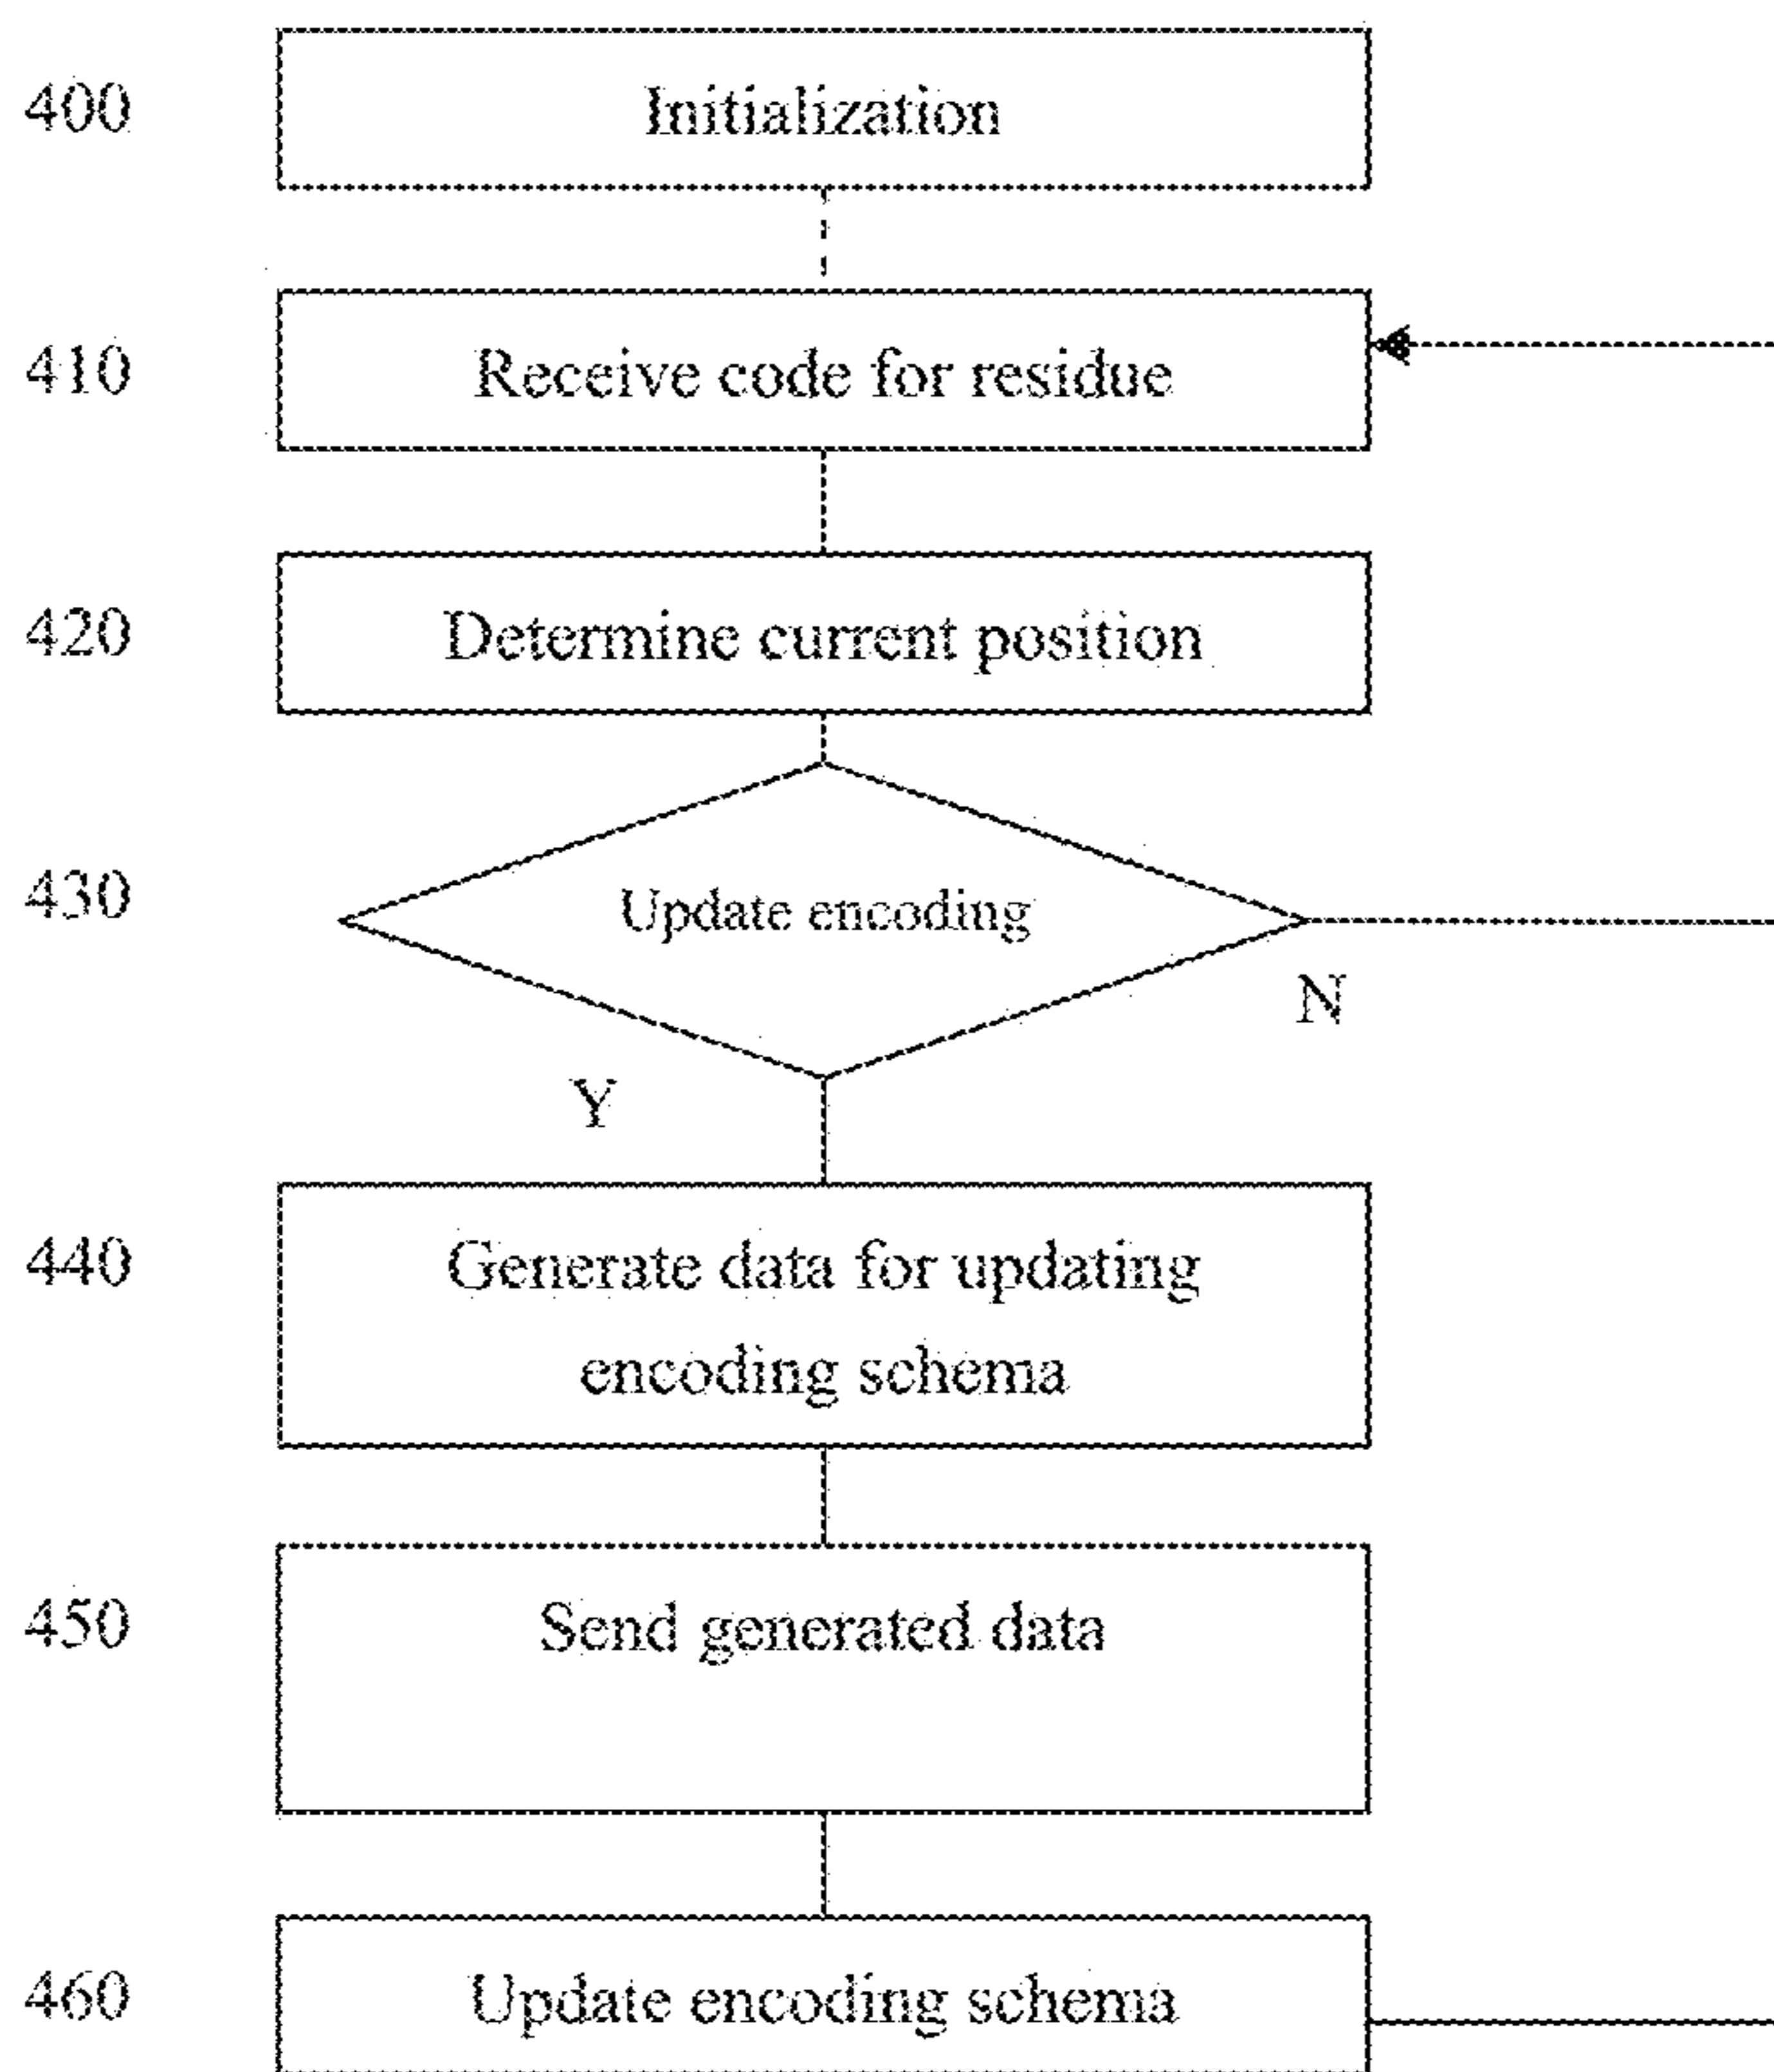 400 Initialization
410 Receive code for residue
420 Determine current position
430 Update encoding
N
Y
440 Generate data for updating
encoding schema
450 Send generated data
460 Update encoding schema